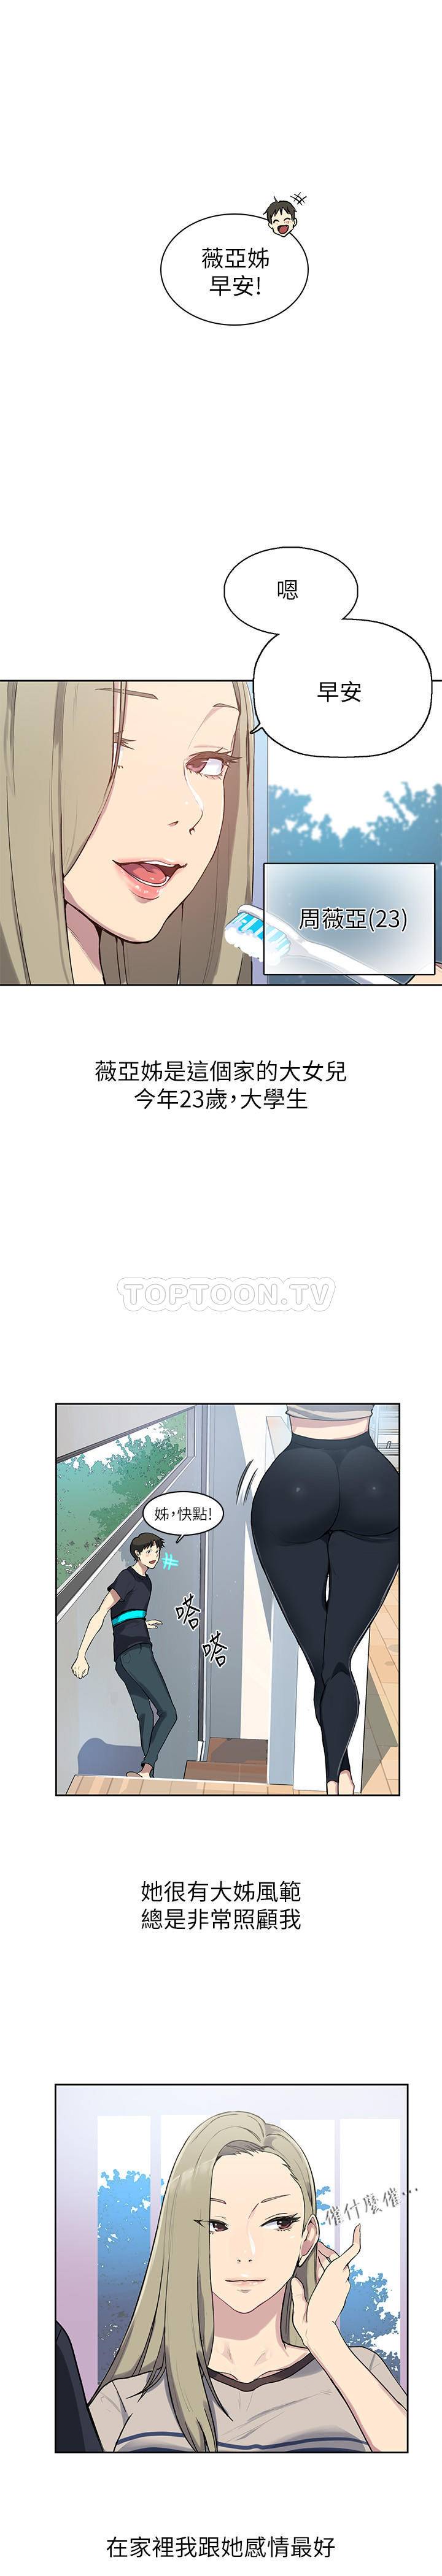 薇亞姊
早安!
嗯
早安
周薇亞(23)
薇亞姊是這個家的大女兒
今年23歲，大學生
TOPTOON.TV
姊，快點!
嗒
嗒
她很有大姊風範
總是非常照顧我
催什麼催…
在家裡我跟她感情最好